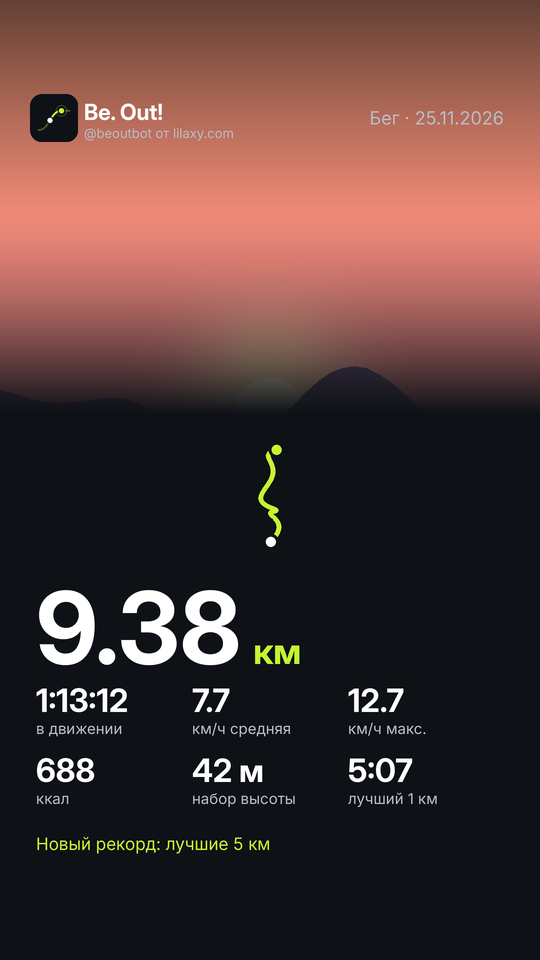 Be. Out!
@beoutbot от lilaxy.com
Бег · 25.11.2026
9.38 км
1:13:12 7.7 12.7
в движении км/ч средняя км/ч макс.
688 42 м 5:07
ккал набор высоты лучший 1 км
Новый рекорд: лучшие 5 км